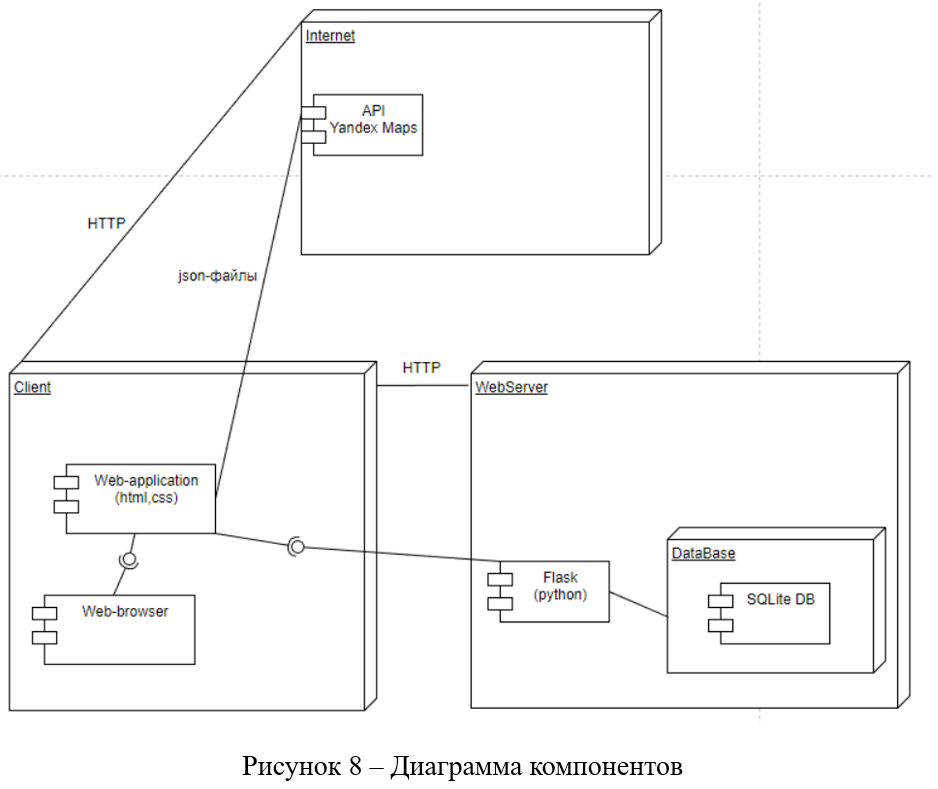 Internet
API
Yandex Maps
HTTP
json-файлы
Client
HTTP
WebServer
Web-application
(html,css)
Web-browser
Flask
(python)
DataBase
SQLite DB
Рисунок 8 – Диаграмма компонентов